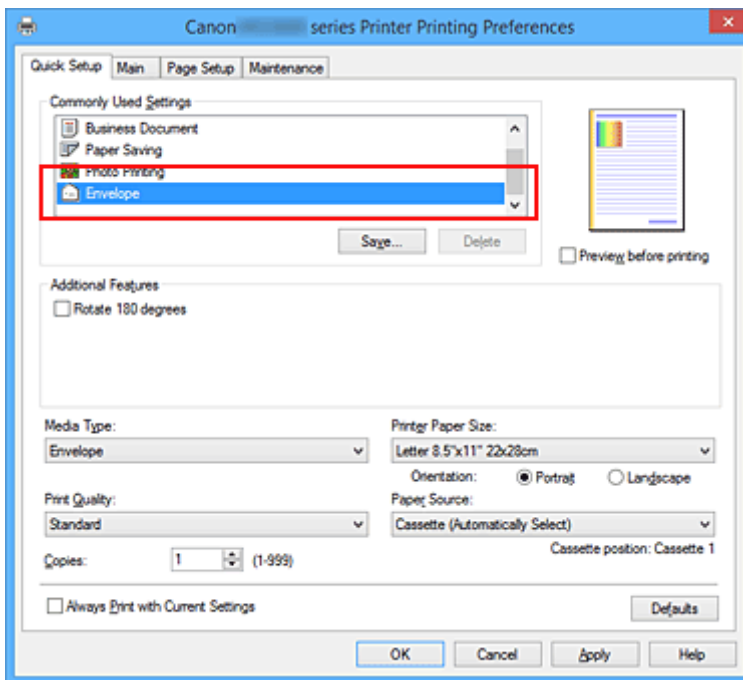 Canon series Printer Printing Preferences
Quick Setup Main Page Setup Maintenance
Commonly Used Settings
Business Document
Paper Saving
Photo Printing
Envelope
Save... Delete
Preview before printing
Additional Features
Rotate 180 degrees
Media Type:
Envelope
Printer Paper Size:
Letter 8.5"x11" 22x28cm
Orientation: Portrait Landscape
Print Quality:
Standard
Paper Source:
Cassette (Automatically Select)
Cassette position: Cassette 1
Copies: 1 (1-999)
Always Print with Current Settings
Defaults
OK Cancel Apply Help